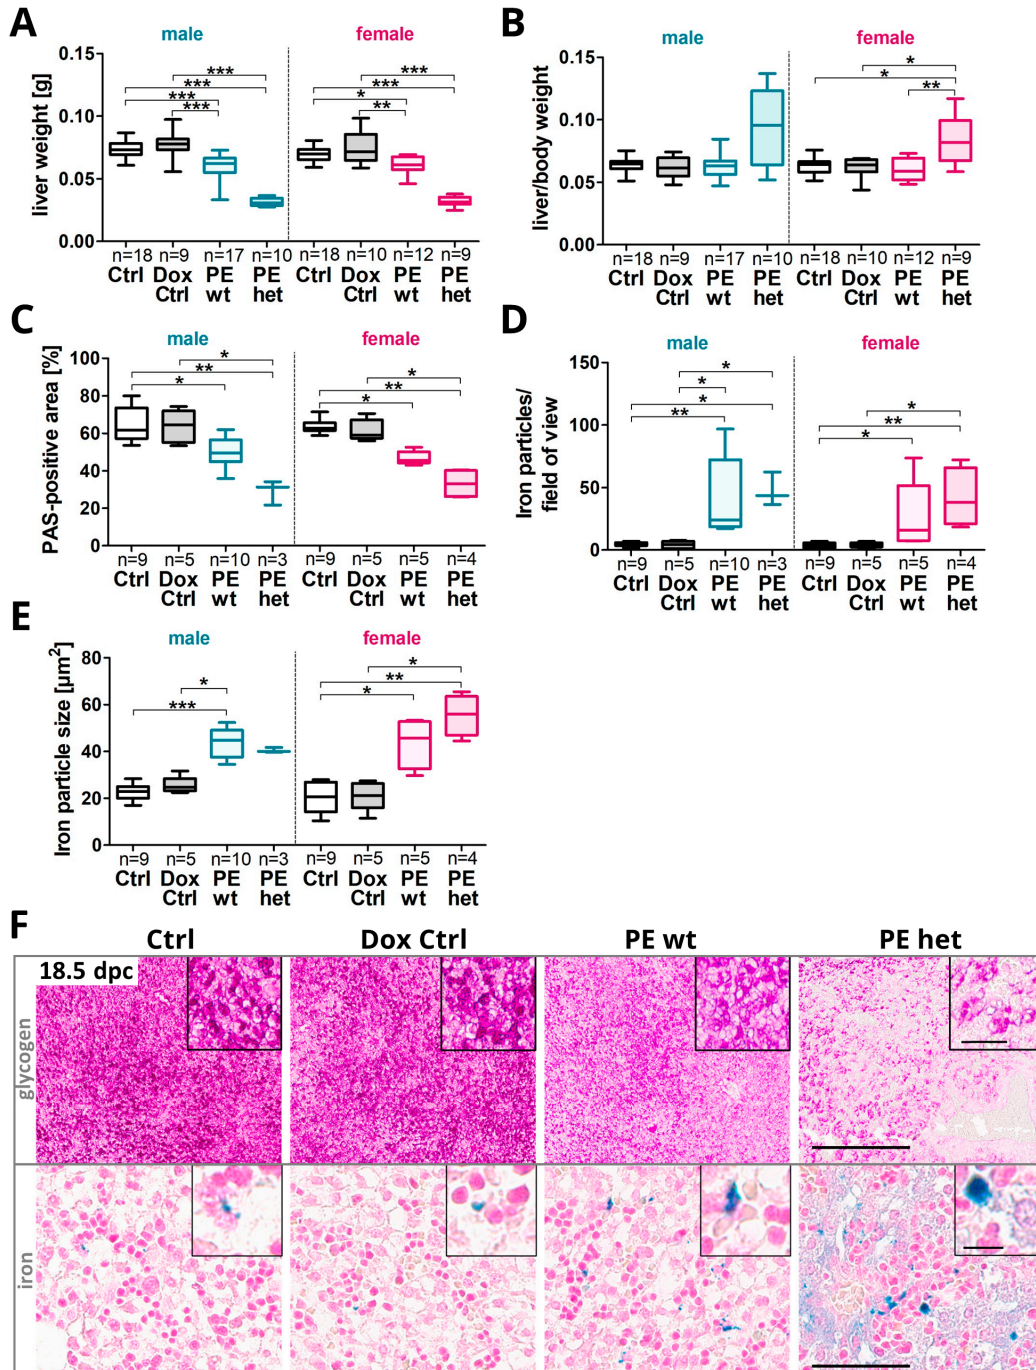 A
male
female
liver weight [g]
0.15
0.10
0.05
0.00
***
***
***
***
***
***
*
**
n=18 n=9 n=17 n=10 n=18 n=10 n=12 n=9
Ctrl Dox PE PE Ctrl Dox PE PE
Ctrl wt het Ctrl wt het
B
male
female
liver/body weight
0.15
0.10
0.05
0.00
*
*
**
n=18 n=9 n=17 n=10 n=18 n=10 n=12 n=9
Ctrl Dox PE PE Ctrl Dox PE PE
Ctrl wt het Ctrl wt het
C
male
female
PAS-positive area [%]
100
80
60
40
20
0
*
**
*
*
**
*
n=9 n=5 n=10 n=3 n=9 n=5 n=5 n=4
Ctrl Dox PE PE Ctrl Dox PE PE
Ctrl wt het Ctrl wt het
D
male
female
Iron particles/
field of view
150
100
50
0
*
*
*
**
*
**
*
n=9 n=5 n=10 n=3 n=9 n=5 n=5 n=4
Ctrl Dox PE PE Ctrl Dox PE PE
Ctrl wt het Ctrl wt het
E
male
female
Iron particle size [µm²]
80
60
40
20
0
*
***
*
**
*
n=9 n=5 n=10 n=3 n=9 n=5 n=5 n=4
Ctrl Dox PE PE Ctrl Dox PE PE
Ctrl wt het Ctrl wt het
F
Ctrl Dox Ctrl PE wt PE het
18.5 dpc
glycogen
iron